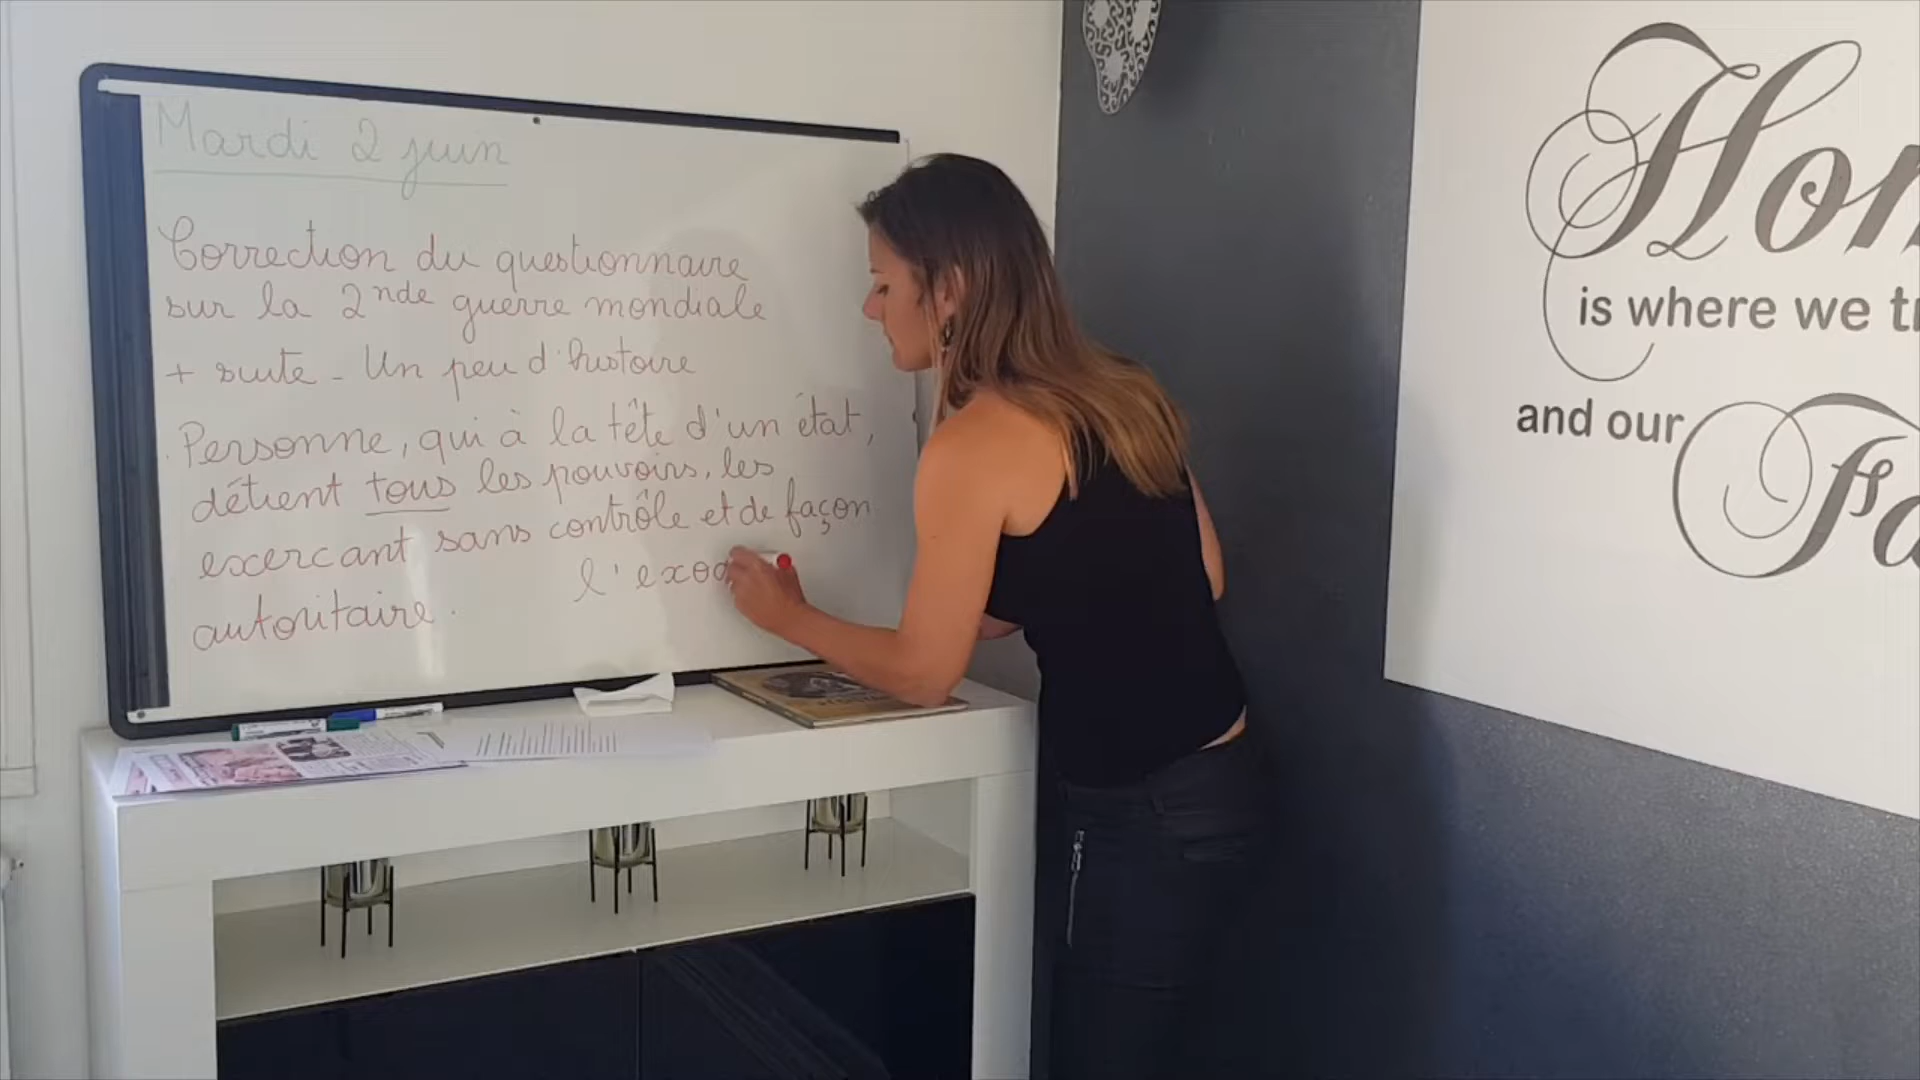 Mardi 2 juin
Correction du questionnaire
sur la 2nde guerre mondiale
+ suite - Un peu d'histoire
Personne, qui à la tête d'un état,
détient tous les pouvoirs, les
exercant sans contrôle et de façon
autoritaire.
l'exod
is where we
and our